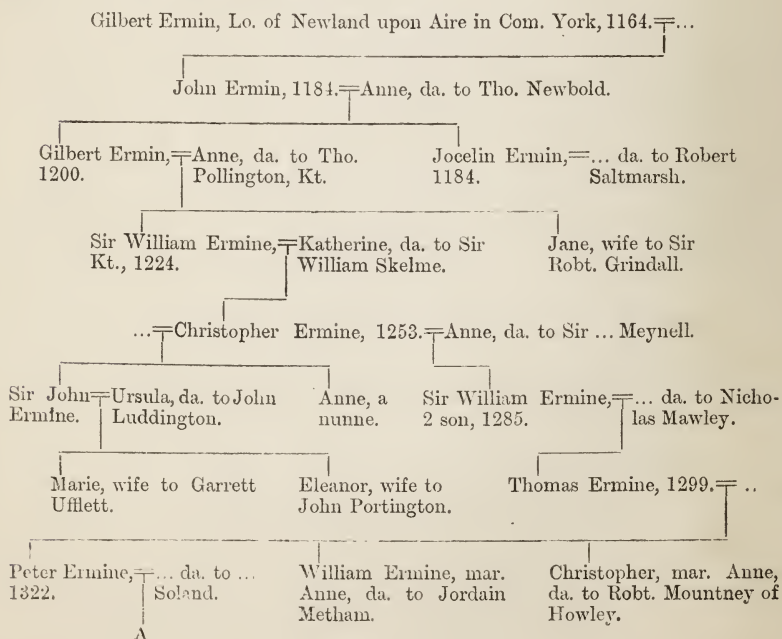 Gilbert Ermin, Lo. of Newland upon Aire in Com. York, 1164.=...
John Ermin, 1184.=Anne, da. to Tho. Newbold.
Gilbert Ermin,=Anne, da. to Tho. Jocelin Ermin,=... da. to Robert
1200. Pollington, Kt. 1184. Saltmarsh.
Sir William Ermine,=Katherine, da. to Sir Jane, wife to Sir
Kt., 1224. William Skelme. Robt. Grindall.
...=Christopher Ermine, 1253.=Anne, da. to Sir ... Meynell.
Sir John=Ursula, da. to John Anne, a Sir William Ermine,=... da. to Nicho-
Ermine. Luddington. nunne. 2 son, 1285. las Mawley.
Marie, wife to Garrett Eleanor, wife to Thomas Ermine, 1299.= ..
Ufflett. John Portington.
Peter Ermine,=... da. to ... William Ermine, mar. Christopher, mar. Anne,
1322. Soland. Anne, da. to Jordain da. to Robt. Mountney of
Metham. Howley.
A